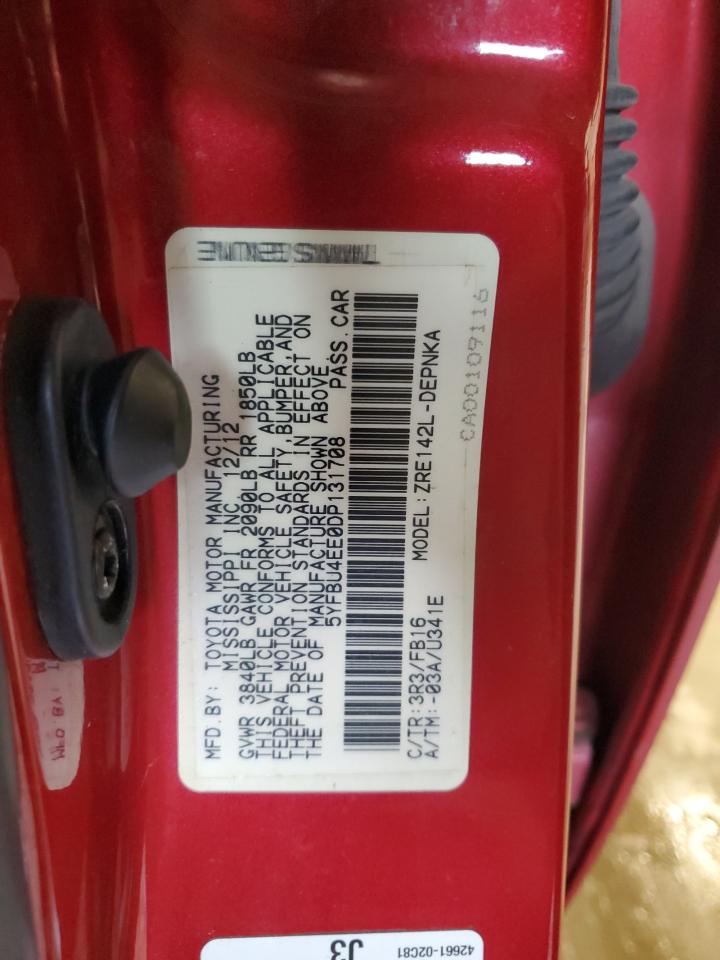 MFD.BY: TOYOTA MOTOR MANUFACTURING
MISSISSIPPI INC 12/12
GVWR 3840LB GAWR FR 2090LB RR 1850LB
THIS VEHICLE CONFORMS TO ALL APPLICABLE
FEDERAL MOTOR VEHICLE SAFETY,BUMPER,AND
THEFT PREVENTION STANDARDS IN EFFECT ON
THE DATE OF MANUFACTURE SHOWN ABOVE.
5YFBU4EE0DP131708 PASS.CAR
C/TR:3R3/FB16 MODEL:ZRE142L-DEPNKA
A/TM:-03A/U341E
CA00109116
J3
42661-02C81